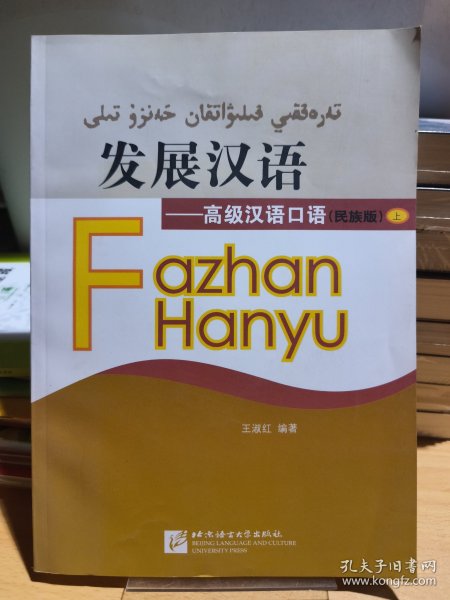 تەرەققىي قىلىۋاتقان خەنزۇ تىلى
发展汉语
——高级汉语口语(民族版) 上
Fazhan
Hanyu
王淑红 编著
北京语言大学出版社
BEIJING LANGUAGE AND CULTURE
UNIVERSITY PRESS
孔夫子旧书网
www.kongfz.com